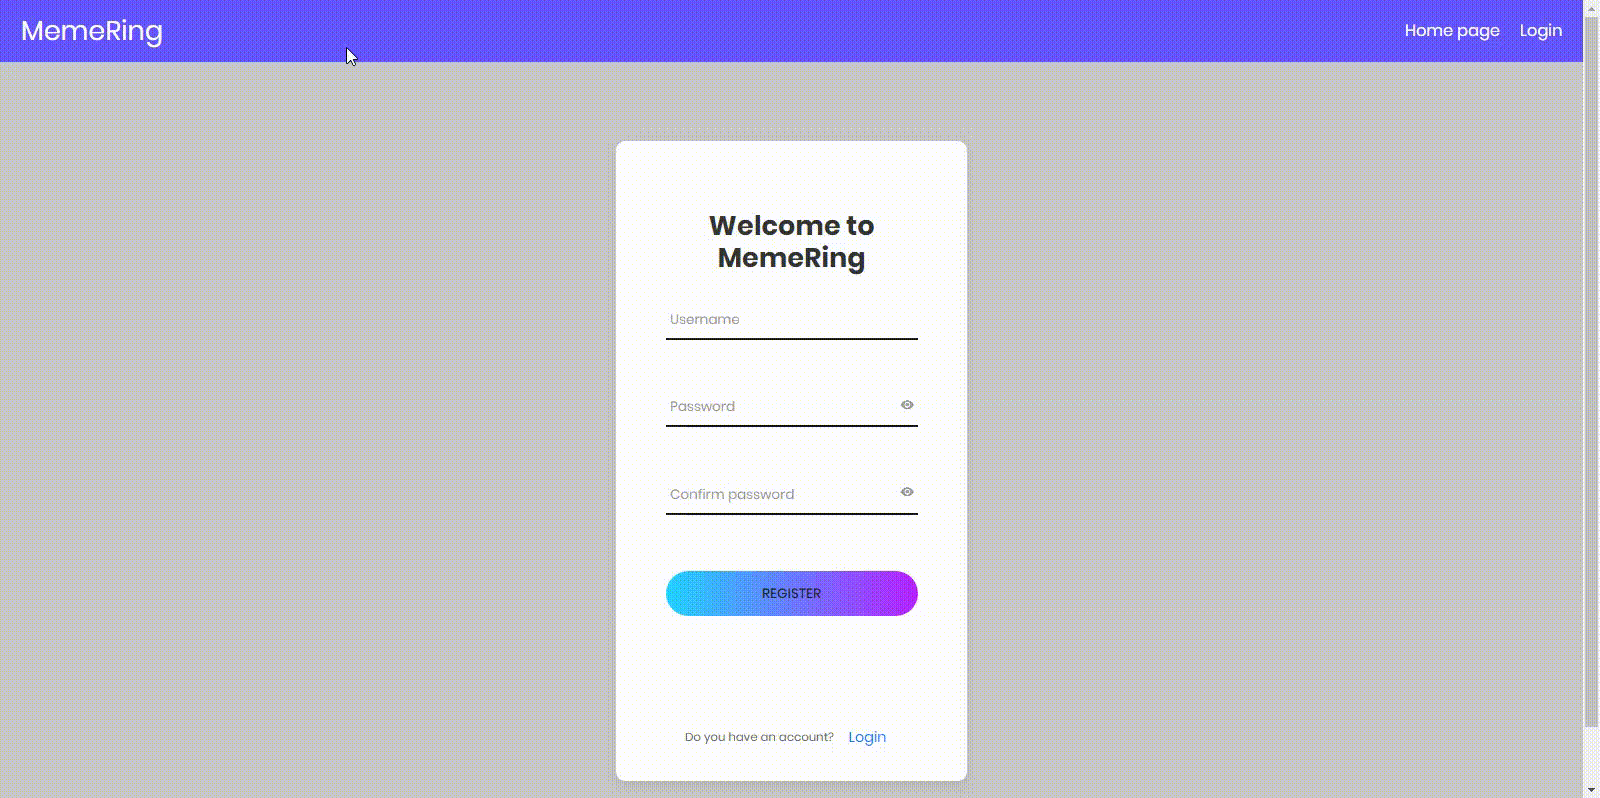 MemeRing
Home page
Login
Welcome to
MemeRing
Username
Password
Confirm password
REGISTER
Do you have an account? Login